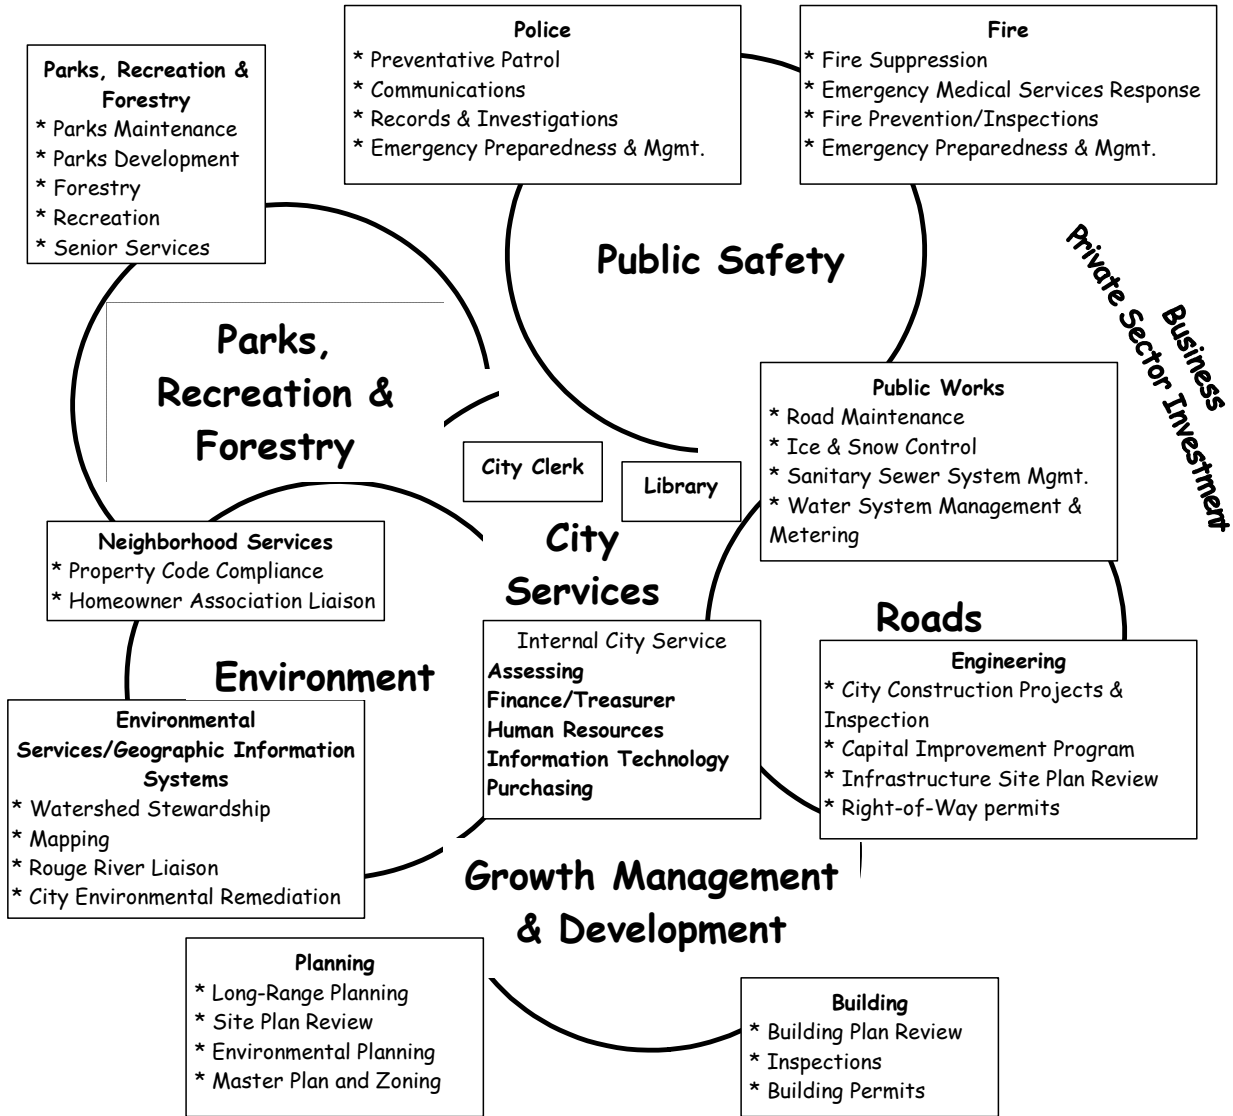 Police
* Preventative Patrol
* Communications
* Records & Investigations
* Emergency Preparedness & Mgmt.
Fire
* Fire Suppression
* Emergency Medical Services Response
* Fire Prevention/Inspections
* Emergency Preparedness & Mgmt.
Parks, Recreation &
Forestry
* Parks Maintenance
* Parks Development
* Forestry
* Recreation
* Senior Services
Public Safety
Business
Private Sector Investment
Parks,
Recreation &
Forestry
Public Works
* Road Maintenance
* Ice & Snow Control
* Sanitary Sewer System Mgmt.
* Water System Management &
Metering
City Clerk
Library
City
Services
Neighborhood Services
* Property Code Compliance
* Homeowner Association Liaison
Roads
Internal City Service
Assessing
Finance/Treasurer
Human Resources
Information Technology
Purchasing
Engineering
* City Construction Projects &
Inspection
* Capital Improvement Program
* Infrastructure Site Plan Review
* Right-of-Way permits
Environment
Environmental
Services/Geographic Information
Systems
* Watershed Stewardship
* Mapping
* Rouge River Liaison
* City Environmental Remediation
Growth Management
& Development
Planning
* Long-Range Planning
* Site Plan Review
* Environmental Planning
* Master Plan and Zoning
Building
* Building Plan Review
* Inspections
* Building Permits